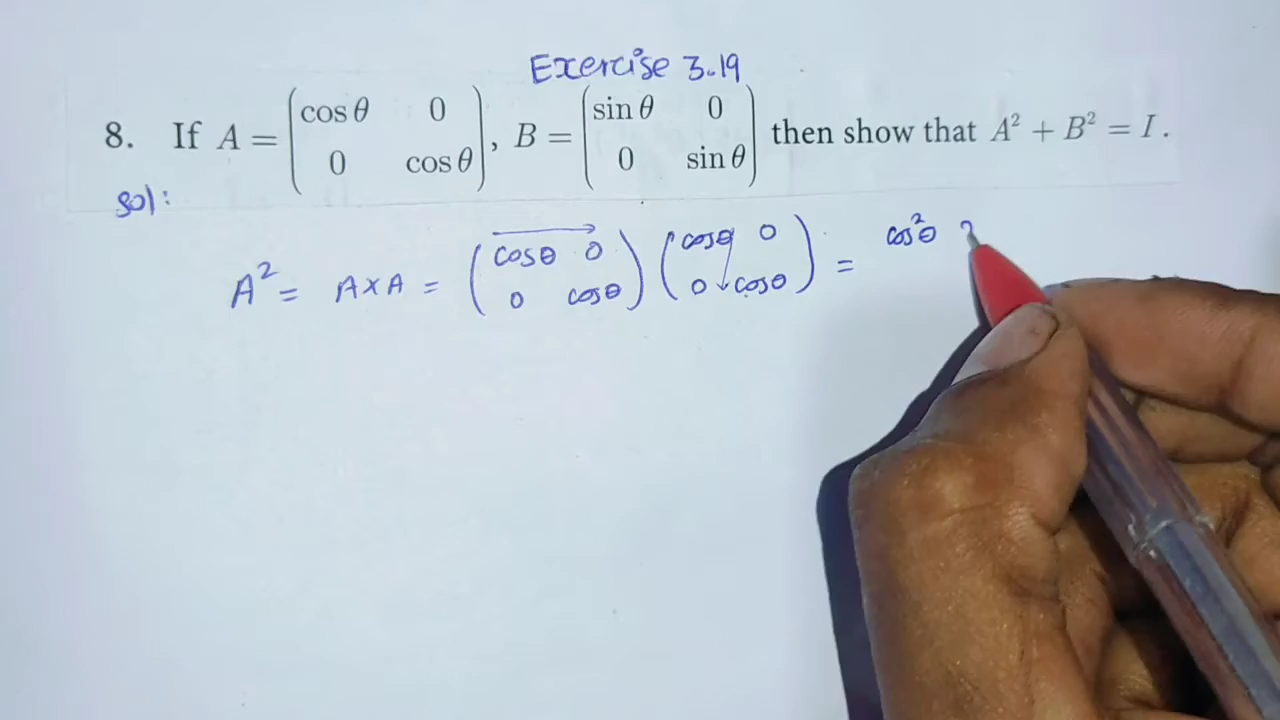 Exercise 3.19
8. If A = (cos θ 0 0 cos θ), B = (sin θ 0 0 sin θ) then show that A² + B² = I.
Sol:
A² = A×A = (cosθ 0 0 cosθ) (cosθ 0 0 cosθ) = cos²θ